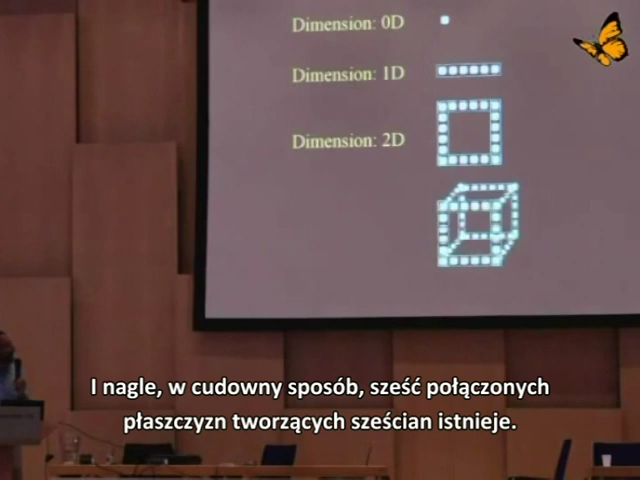 Dimension: 0D
Dimension: 1D
Dimension: 2D
I nagle, w cudowny sposób, sześć połączonych
płaszczyzn tworzących sześcian istnieje.